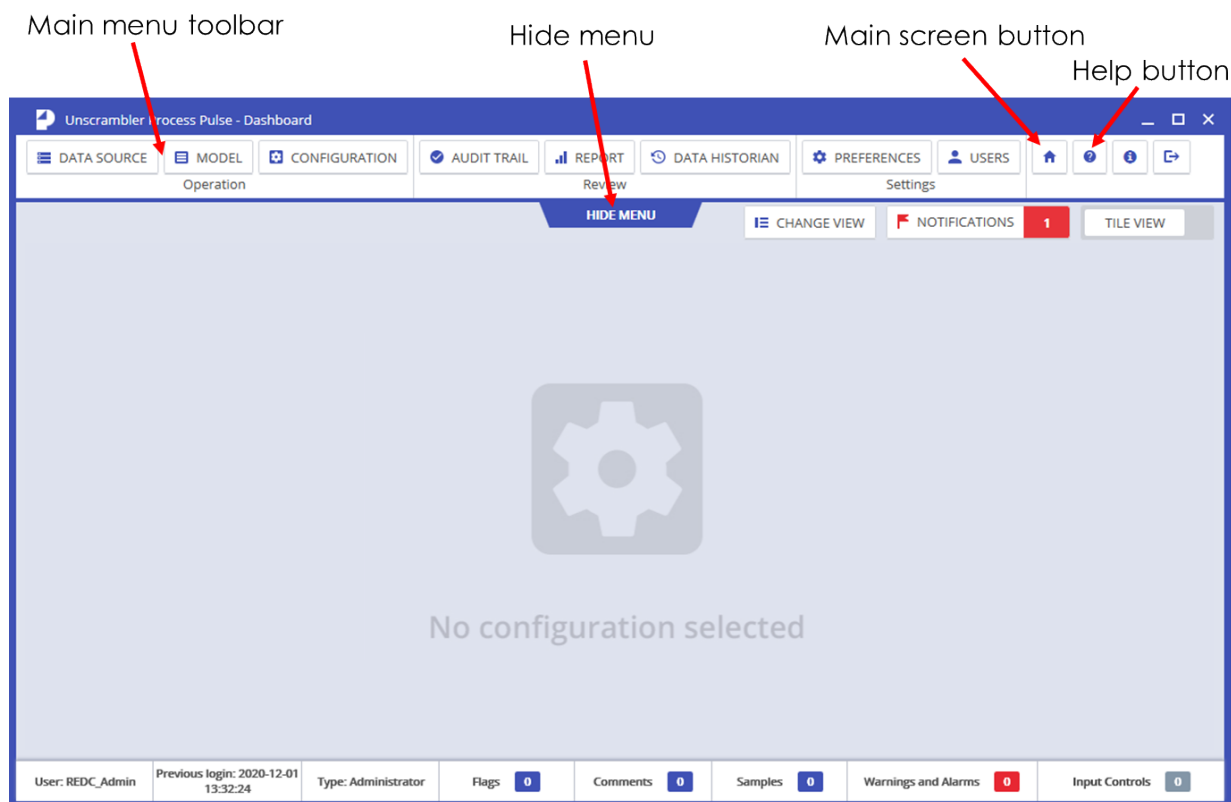 Main menu toolbar
Hide menu
Main screen button
Help button
Unscrambler Process Pulse - Dashboard
DATA SOURCE MODEL CONFIGURATION AUDIT TRAIL REPORT DATA HISTORIAN PREFERENCES USERS
Operation Review Settings
HIDE MENU
CHANGE VIEW NOTIFICATIONS 1 TILE VIEW
No configuration selected
User: REDC_Admin
Previous login: 2020-12-01
13:32:24
Type: Administrator
Flags 0
Comments 0
Samples 0
Warnings and Alarms 0
Input Controls 0